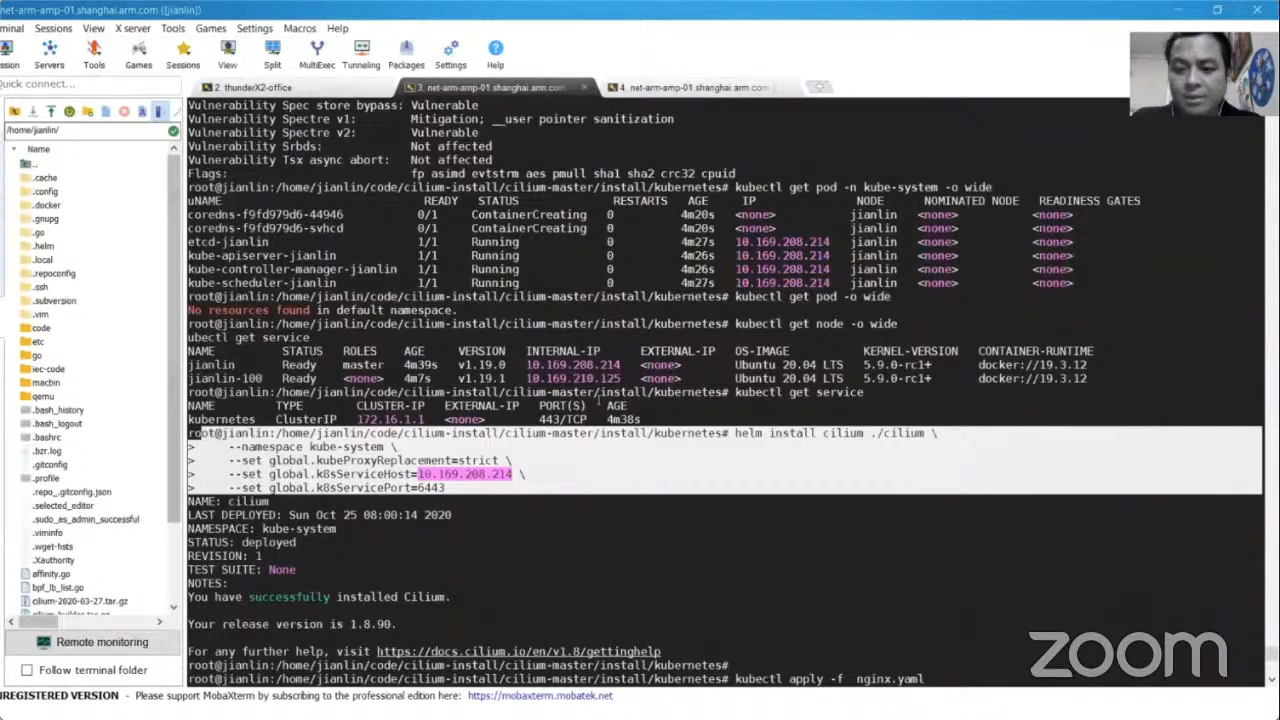 net-arm-amp-01.shanghai.arm.com ([jianlin])
minal Sessions View X server Tools Games Settings Macros Help
ssion Servers Tools Games Sessions View Split MultiExec Tunneling Packages Settings Help
Quick connect...
2. thunderX2-office
3. net-arm-amp-01.shanghai.arm.com
4. net-arm-amp-01.shanghai.arm.com
/home/jianlin/
Name
..
.cache
.config
.docker
.gnupg
.go
.helm
.local
.repoconfig
.ssh
.subversion
.vim
code
etc
go
iec-code
macbin
qemu
.bash_history
.bash_logout
.bashrc
.bzr.log
.gitconfig
.profile
.repo_.gitconfig.json
.selected_editor
.sudo_as_admin_successful
.viminfo
.wget-hsts
.Xauthority
affinity.go
bpf_lb_list.go
cilium-2020-03-27.tar.gz
cilium_builder.tar.gz
Remote monitoring
Follow terminal folder
Vulnerability Spec store bypass: Vulnerable
Vulnerability Spectre v1: Mitigation; __user pointer sanitization
Vulnerability Spectre v2: Vulnerable
Vulnerability Srbds: Not affected
Vulnerability Tsx async abort: Not affected
Flags: fp asimd evtstrm aes pmull sha1 sha2 crc32 cpuid
root@jianlin:/home/jianlin/code/cilium-install/cilium-master/install/kubernetes# kubectl get pod -n kube-system -o wide
uNAME READY STATUS RESTARTS AGE IP NODE NOMINATED NODE READINESS GATES
coredns-f9fd979d6-44946 0/1 ContainerCreating 0 4m20s <none> jianlin <none> <none>
coredns-f9fd979d6-svhcd 0/1 ContainerCreating 0 4m20s <none> jianlin <none> <none>
etcd-jianlin 1/1 Running 0 4m27s 10.169.208.214 jianlin <none> <none>
kube-apiserver-jianlin 1/1 Running 0 4m26s 10.169.208.214 jianlin <none> <none>
kube-controller-manager-jianlin 1/1 Running 0 4m26s 10.169.208.214 jianlin <none> <none>
kube-scheduler-jianlin 1/1 Running 0 4m27s 10.169.208.214 jianlin <none> <none>
root@jianlin:/home/jianlin/code/cilium-install/cilium-master/install/kubernetes# kubectl get pod -o wide
No resources found in default namespace.
root@jianlin:/home/jianlin/code/cilium-install/cilium-master/install/kubernetes# kubectl get node -o wide
ubectl get service
NAME STATUS ROLES AGE VERSION INTERNAL-IP EXTERNAL-IP OS-IMAGE KERNEL-VERSION CONTAINER-RUNTIME
jianlin Ready master 4m39s v1.19.0 10.169.208.214 <none> Ubuntu 20.04 LTS 5.9.0-rc1+ docker://19.3.12
jianlin-100 Ready <none> 4m7s v1.19.1 10.169.210.125 <none> Ubuntu 20.04 LTS 5.9.0-rc1+ docker://19.3.12
root@jianlin:/home/jianlin/code/cilium-install/cilium-master/install/kubernetes# kubectl get service
NAME TYPE CLUSTER-IP EXTERNAL-IP PORT(S) AGE
kubernetes ClusterIP 172.16.1.1 <none> 443/TCP 4m38s
root@jianlin:/home/jianlin/code/cilium-install/cilium-master/install/kubernetes# helm install cilium ./cilium \
> --namespace kube-system \
> --set global.kubeProxyReplacement=strict \
> --set global.k8sServiceHost=10.169.208.214 \
> --set global.k8sServicePort=6443
NAME: cilium
LAST DEPLOYED: Sun Oct 25 08:00:14 2020
NAMESPACE: kube-system
STATUS: deployed
REVISION: 1
TEST SUITE: None
NOTES:
You have successfully installed Cilium.
Your release version is 1.8.90.
For any further help, visit https://docs.cilium.io/en/v1.8/gettinghelp
root@jianlin:/home/jianlin/code/cilium-install/cilium-master/install/kubernetes#
root@jianlin:/home/jianlin/code/cilium-install/cilium-master/install/kubernetes# kubectl apply -f nginx.yaml
zoom
NREGISTERED VERSION - Please support MobaXterm by subscribing to the professional edition here: https://mobaxterm.mobatek.net